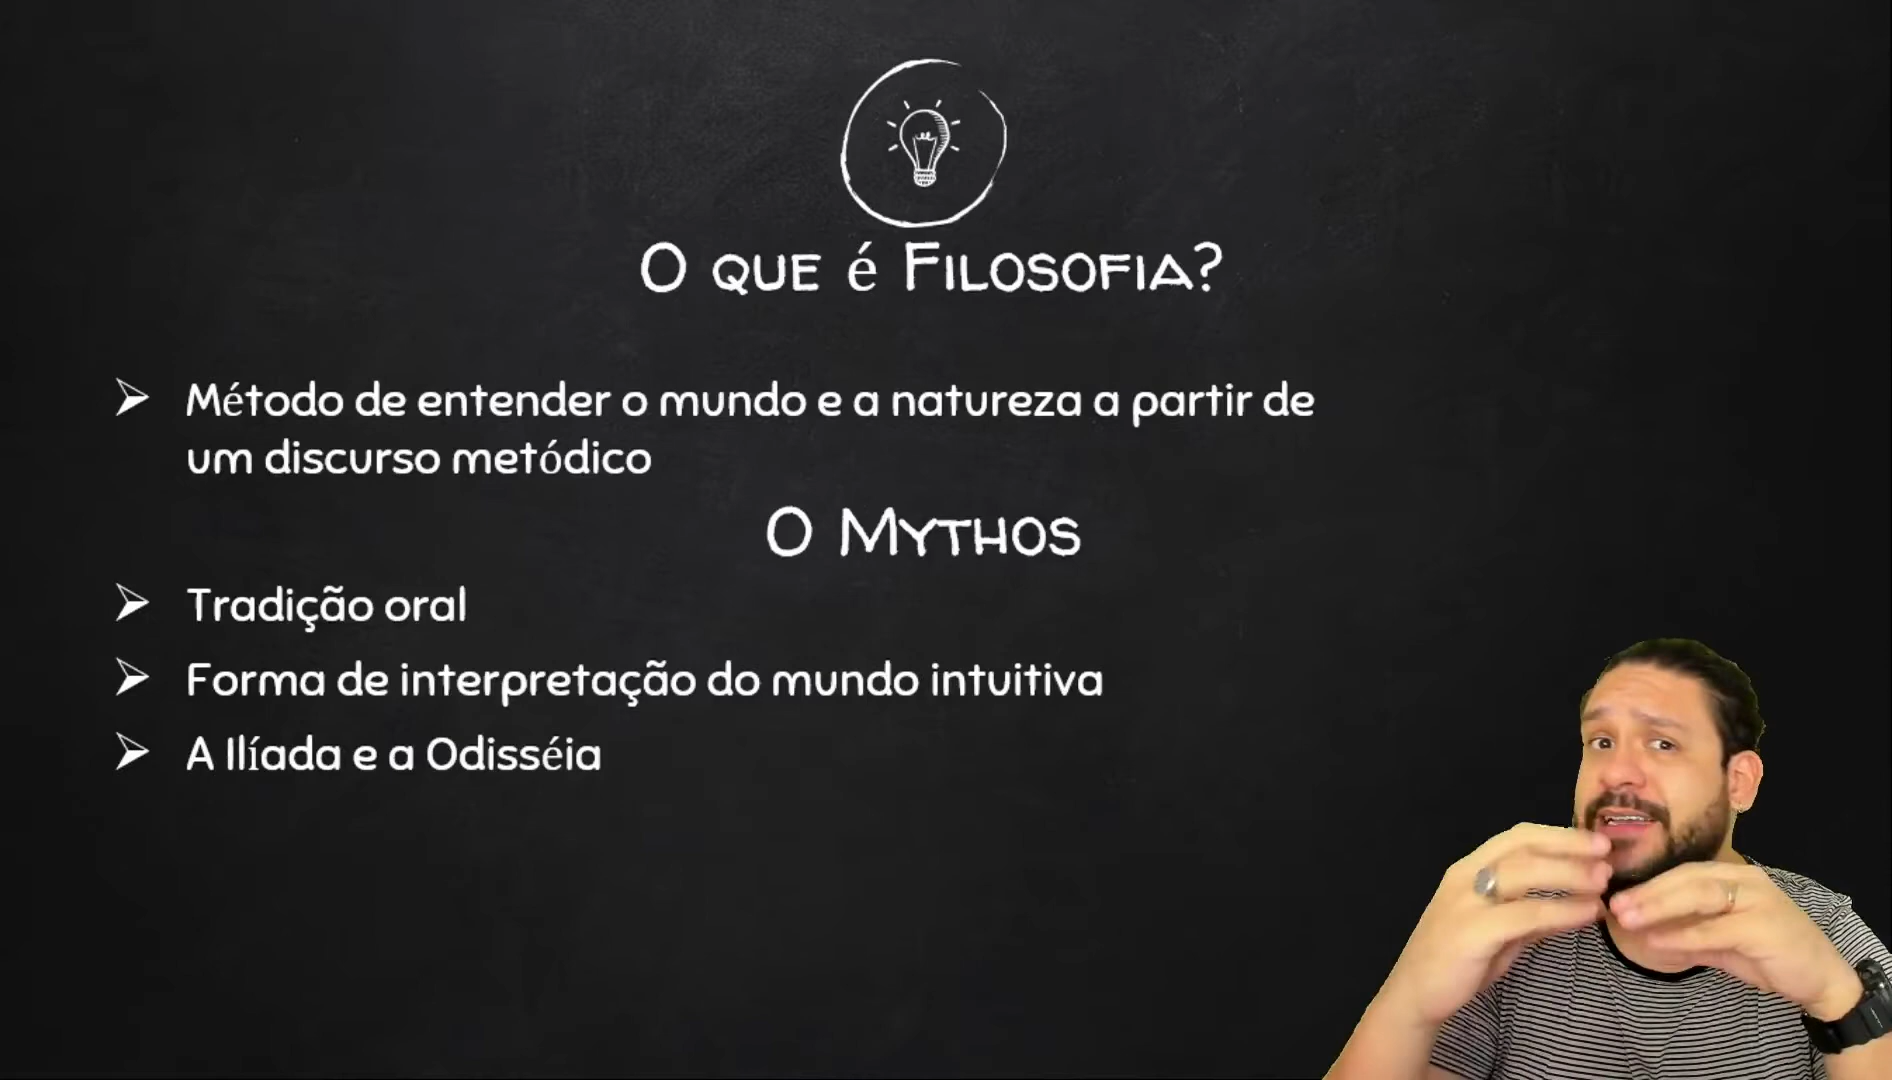 O QUE é FILOSOFIA?
Método de entender o mundo e a natureza a partir de
um discurso metódico
O MYTHOS
Tradição oral
Forma de interpretação do mundo intuitiva
A Ilíada e a Odisséia